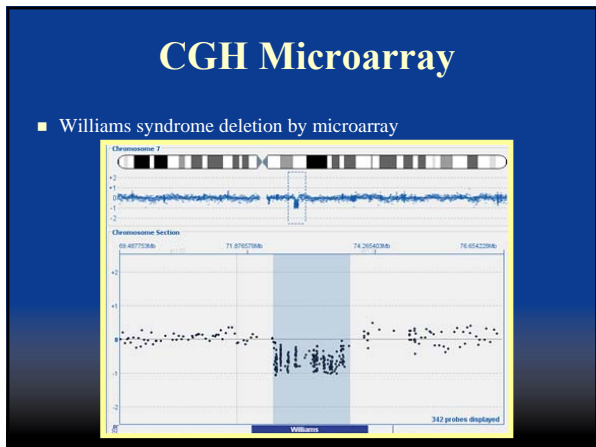 CGH Microarray
Williams syndrome deletion by microarray
Chromosome 7
+2
+1
0
-1
-2
Chromosome Section
69.487753Mb 71.876578Mb 74.265403Mb 76.654228Mb
+2
+1
0
-1
-2
342 probes displayed
Williams